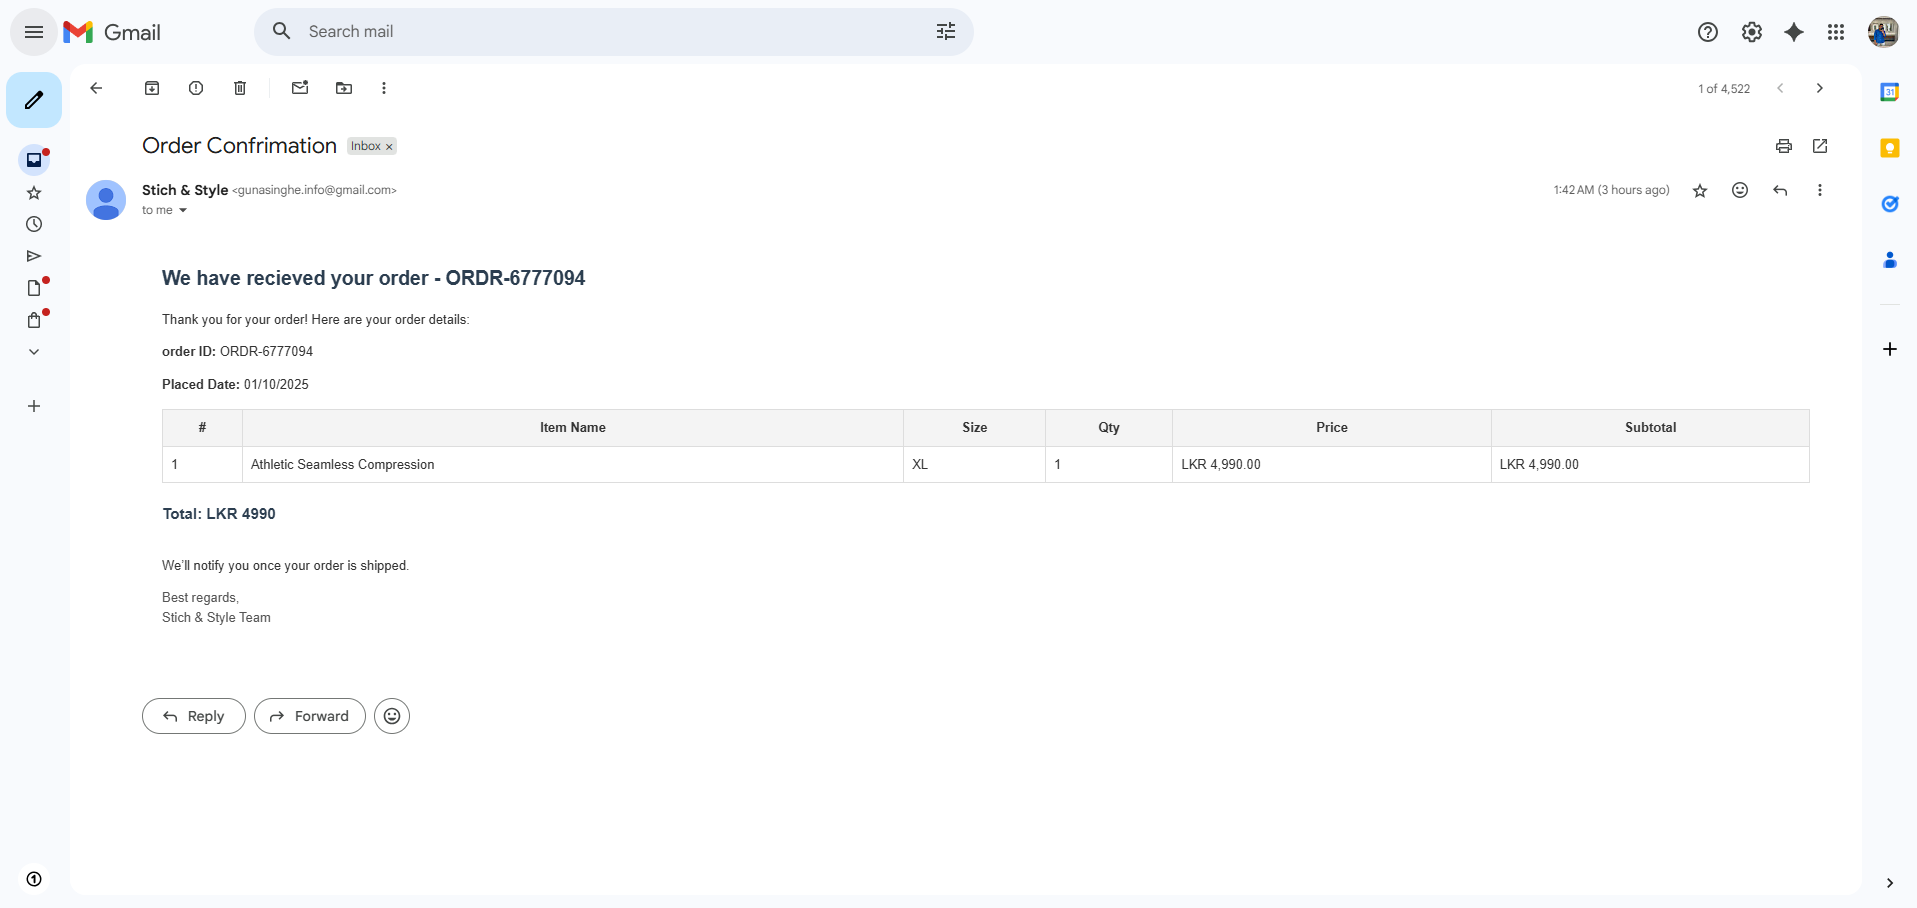 Gmail
Search mail
1 of 4,522
Order Confrimation Inbox ×
Stich & Style <gunasinghe.info@gmail.com>
1:42 AM (3 hours ago)
to me
We have recieved your order - ORDR-6777094
Thank you for your order! Here are your order details:
order ID: ORDR-6777094
Placed Date: 01/10/2025
# Item Name Size Qty Price Subtotal
1 Athletic Seamless Compression XL 1 LKR 4,990.00 LKR 4,990.00
Total: LKR 4990
We'll notify you once your order is shipped.
Best regards,
Stich & Style Team
Reply Forward
31
1